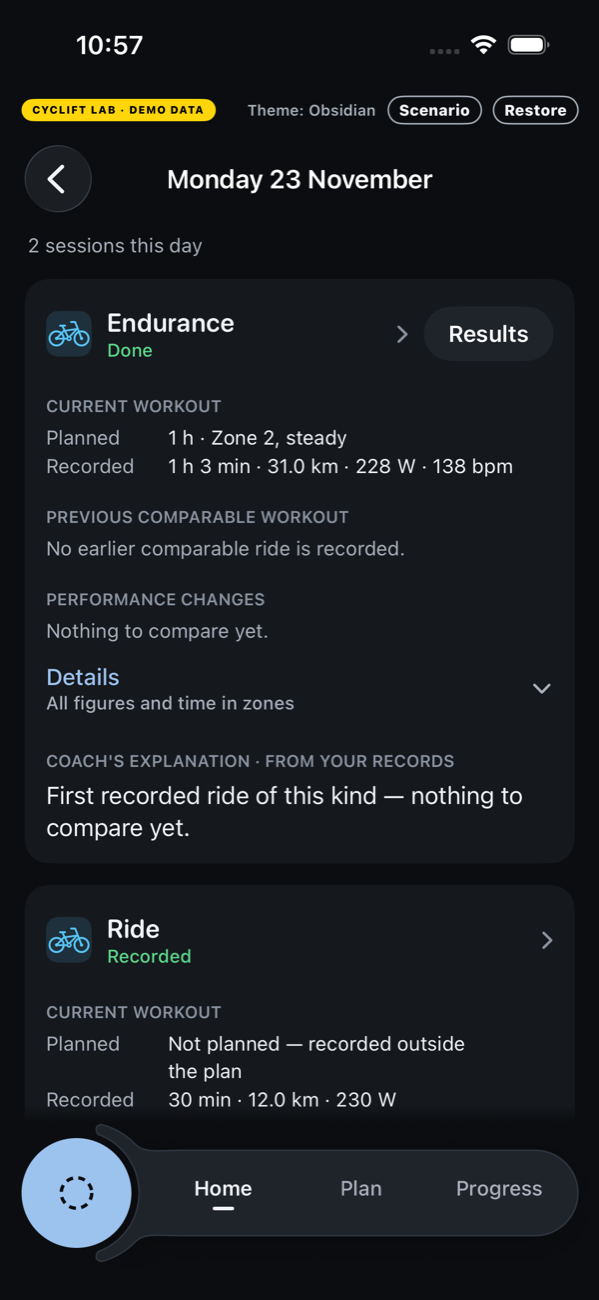 10:57
CYCLIFT LAB · DEMO DATA Theme: Obsidian Scenario Restore
Monday 23 November
2 sessions this day
Endurance
Done
Results
CURRENT WORKOUT
Planned 1 h · Zone 2, steady
Recorded 1 h 3 min · 31.0 km · 228 W · 138 bpm
PREVIOUS COMPARABLE WORKOUT
No earlier comparable ride is recorded.
PERFORMANCE CHANGES
Nothing to compare yet.
Details
All figures and time in zones
COACH'S EXPLANATION · FROM YOUR RECORDS
First recorded ride of this kind — nothing to
compare yet.
Ride
Recorded
CURRENT WORKOUT
Planned Not planned — recorded outside
the plan
Recorded 30 min · 12.0 km · 230 W
Home Plan Progress